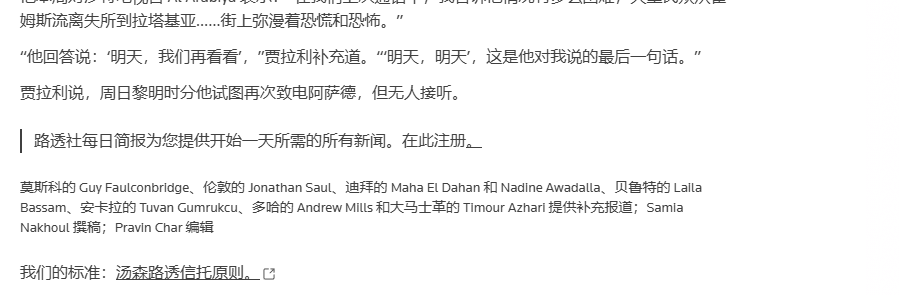 姆斯流离失所到拉塔基亚……街上弥漫着恐慌和恐怖。”
“他回答说：‘明天，我们再看看’，”贾拉利补充道。“‘明天，明天’，这是他对我说的最后一句话。”
贾拉利说，周日黎明时分他试图再次致电阿萨德，但无人接听。
路透社每日简报为您提供开始一天所需的所有新闻。在此注册。
莫斯科的 Guy Faulconbridge、伦敦的 Jonathan Saul、迪拜的 Maha El Dahan 和 Nadine Awadalla、贝鲁特的 Laila
Bassam、安卡拉的 Tuvan Gumrukcu、多哈的 Andrew Mills 和大马士革的 Timour Azhari 提供补充报道；Samia
Nakhoul 撰稿；Pravin Char 编辑
我们的标准：汤森路透信托原则。